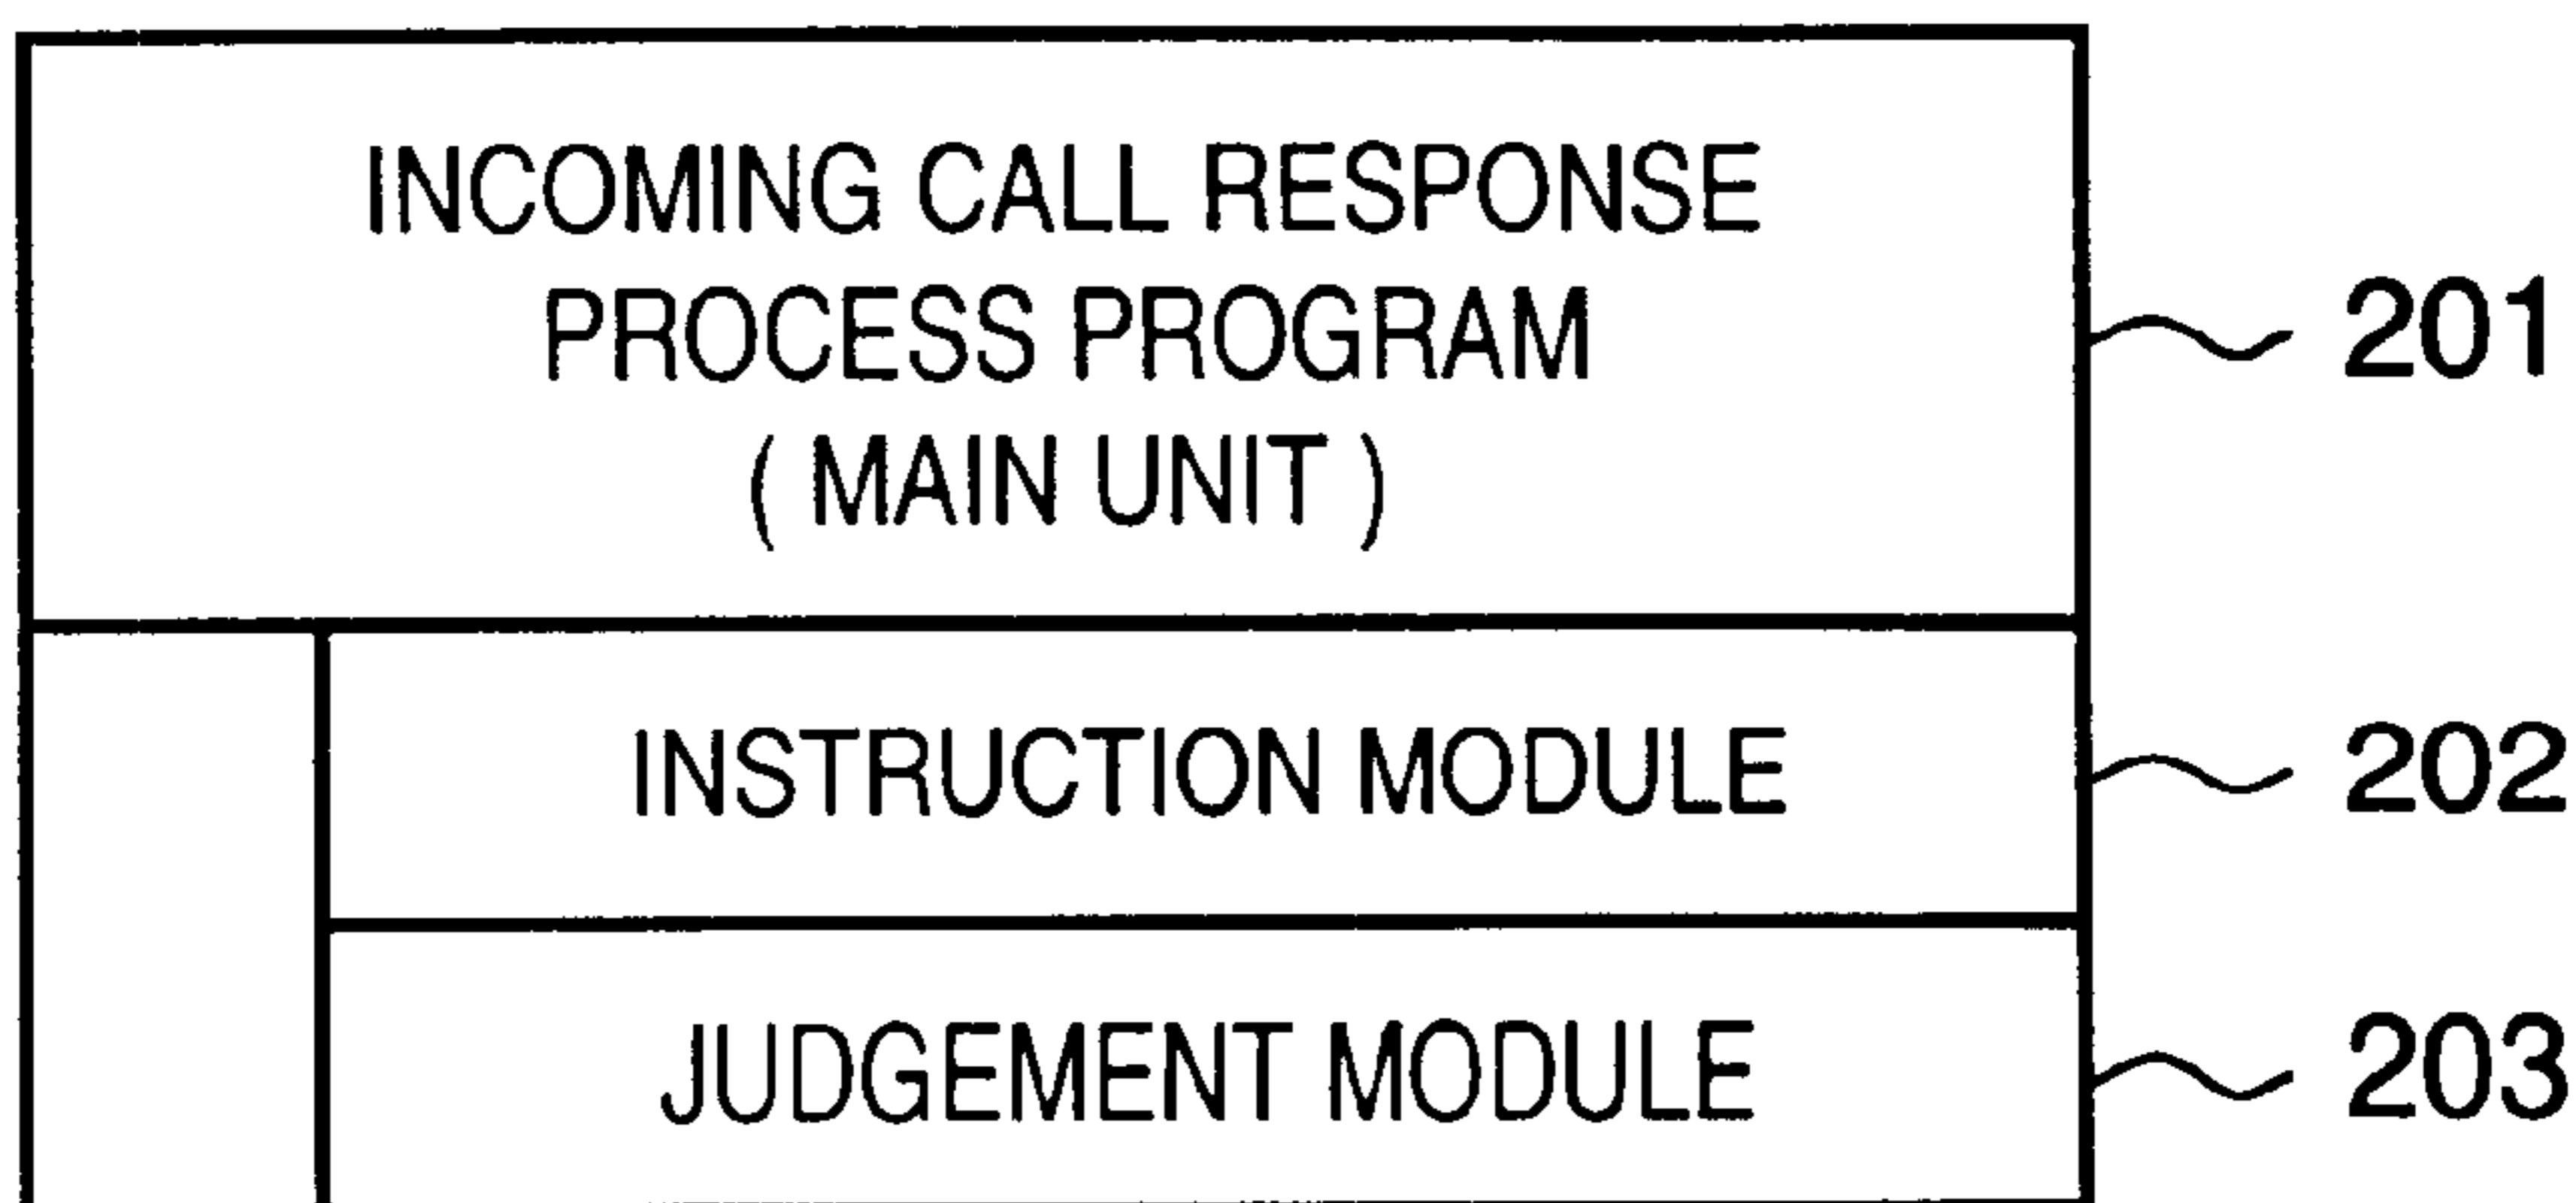 INCOMING CALL RESPONSE
PROCESS PROGRAM
( MAIN UNIT )
201
INSTRUCTION MODULE
202
JUDGEMENT MODULE
203